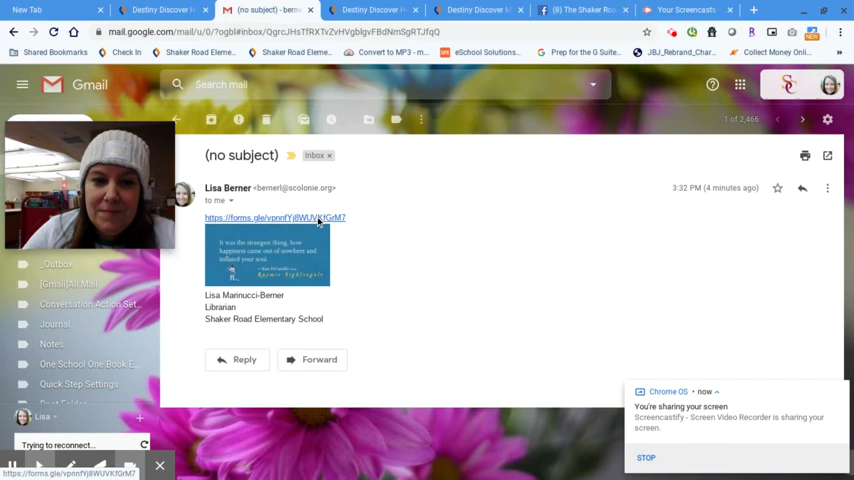 New Tab
Destiny Discover H
Destiny Discover H
(no subject) - berne
Destiny Discover H
Destiny Discover M
(8) The Shaker Roa
Your Screencasts -
mail.google.com/mail/u/0/?ogbl#inbox/QgrcJHsTfRXTvZvHVgblgvFBdNmSgRTJfqQ
Shared Bookmarks
Check In
Shaker Road Eleme...
Shaker Road Eleme...
Convert to MP3 - m...
eSchool Solutions...
Prep for the G Suite...
JBJ_Rebrand_Char...
Collect Money Onli...
Gmail
Search mail
1 of 2,466
(no subject)
Inbox
Lisa Berner <bernerl@scolonie.org>
3:32 PM (4 minutes ago)
to me
https://forms.gle/vpnnfYj8WUVKfGrM7
It was the strangest thing, how
happiness came out of nowhere and
inflated your soul.
Raymie Nightingale
Lisa Marinucci-Berner
Librarian
Shaker Road Elementary School
Reply
Forward
_Outbox
[Gmail]All Mail
Conversation Action Set...
Journal
Notes
One School One Book E...
Quick Step Settings
Lisa
Trying to reconnect...
Chrome OS • now
You're sharing your screen
Screencastify - Screen Video Recorder is sharing your
screen.
STOP
https://forms.gle/vpnnfYj8WUVKfGrM7